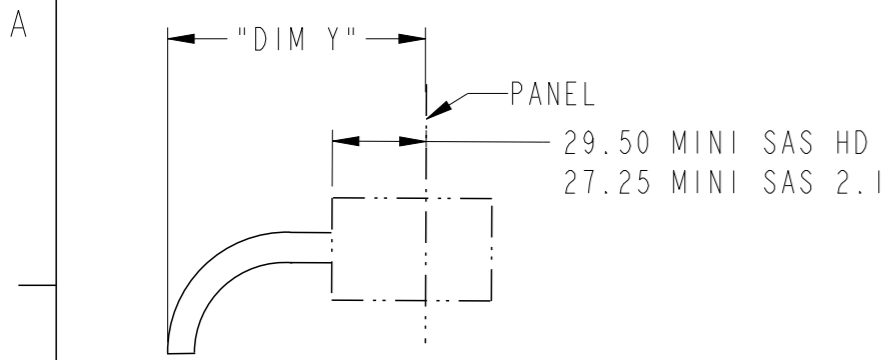 A
"DIM Y"
PANEL
29.50 MINI SAS HD
27.25 MINI SAS 2.1